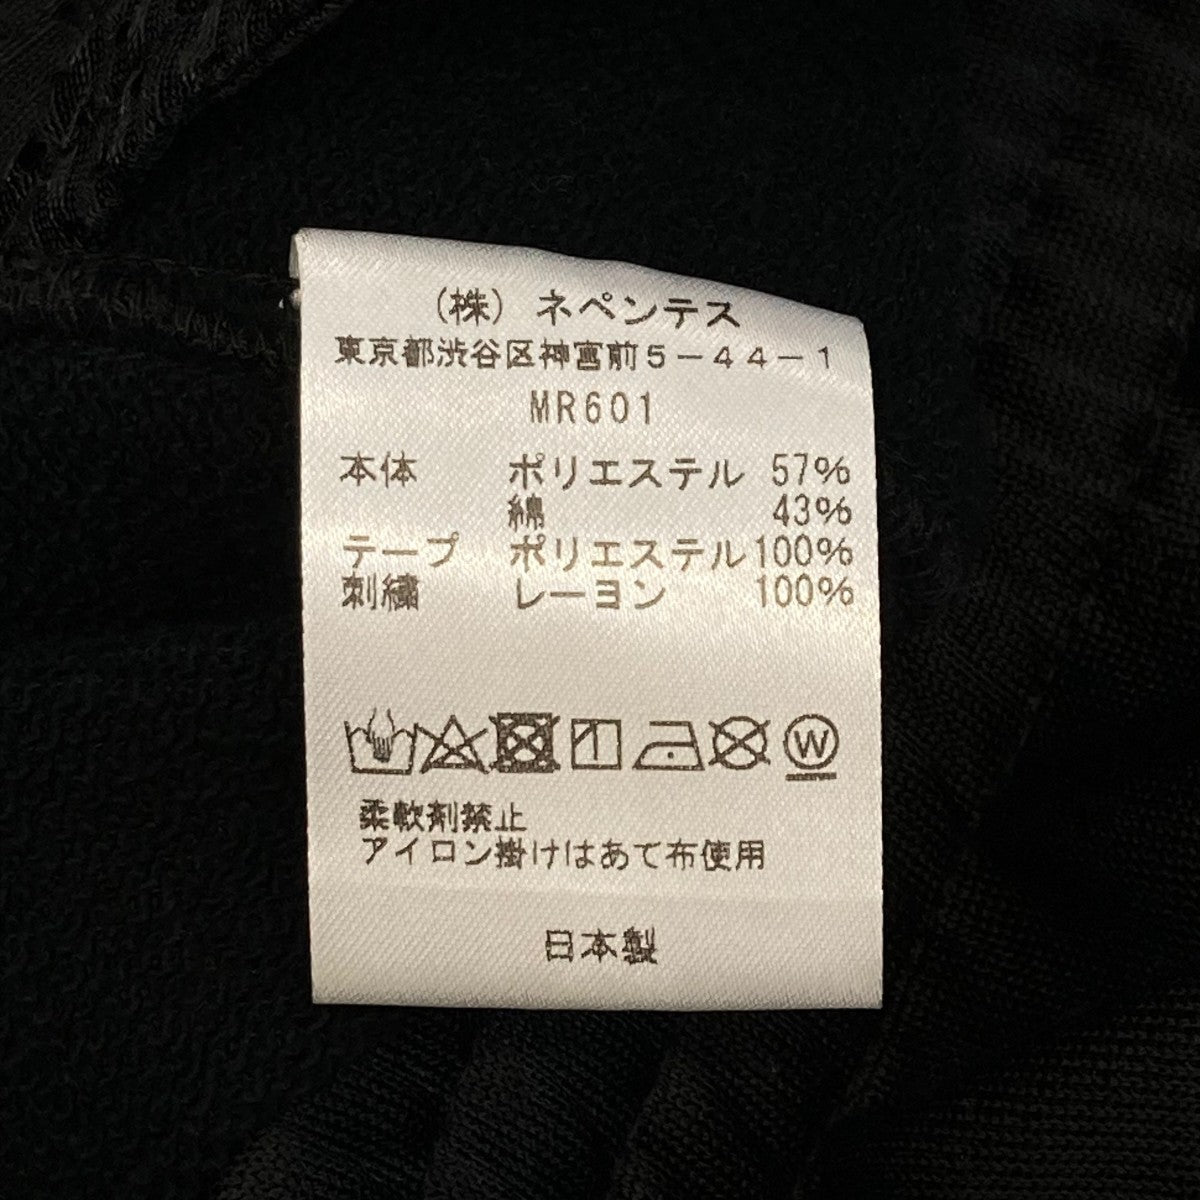 (株) ネペンテス
東京都渋谷区神宮前5-44-1
MR601
本体 ポリエステル 57%
綿 43%
テープ ポリエステル 100%
刺繍 レーヨン 100%
W
柔軟剤禁止
アイロン掛けはあて布使用
日本製